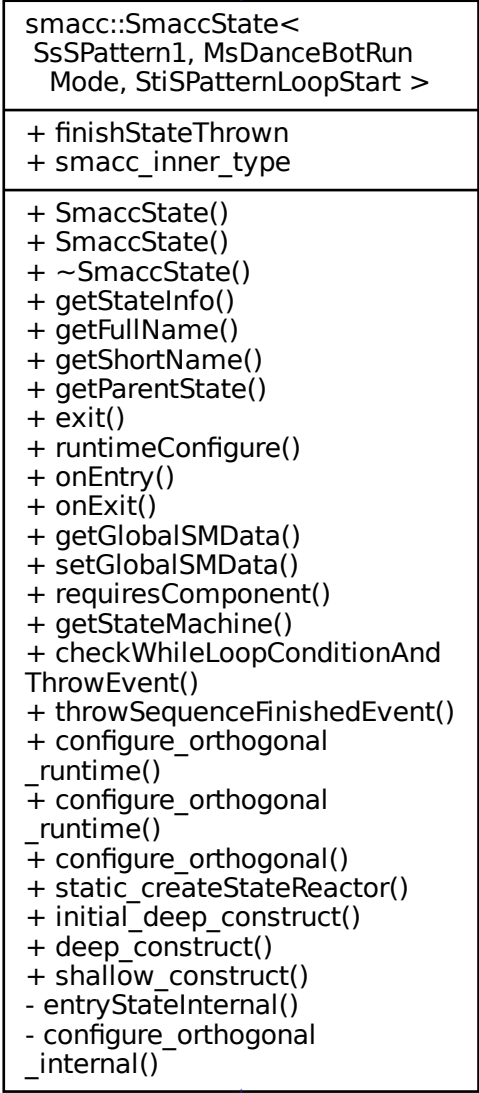 smacc::SmaccState<
SsSPattern1, MsDanceBotRun
Mode, StiSPatternLoopStart >
+ finishStateThrown
+ smacc_inner_type
+ SmaccState()
+ SmaccState()
+ ~SmaccState()
+ getStateInfo()
+ getFullName()
+ getShortName()
+ getParentState()
+ exit()
+ runtimeConfigure()
+ onEntry()
+ onExit()
+ getGlobalSMData()
+ setGlobalSMData()
+ requiresComponent()
+ getStateMachine()
+ checkWhileLoopConditionAnd
ThrowEvent()
+ throwSequenceFinishedEvent()
+ configure_orthogonal
_runtime()
+ configure_orthogonal
_runtime()
+ configure_orthogonal()
+ static_createStateReactor()
+ initial_deep_construct()
+ deep_construct()
+ shallow_construct()
- entryStateInternal()
- configure_orthogonal
_internal()